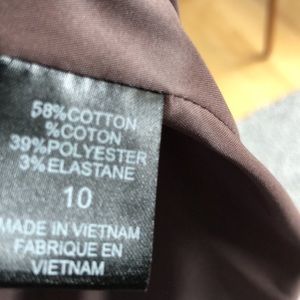 58%COTTON
%COTON
39%POLYESTER
3%ELASTANE
10
MADE IN VIETNAM
FABRIQUE EN
VIETNAM